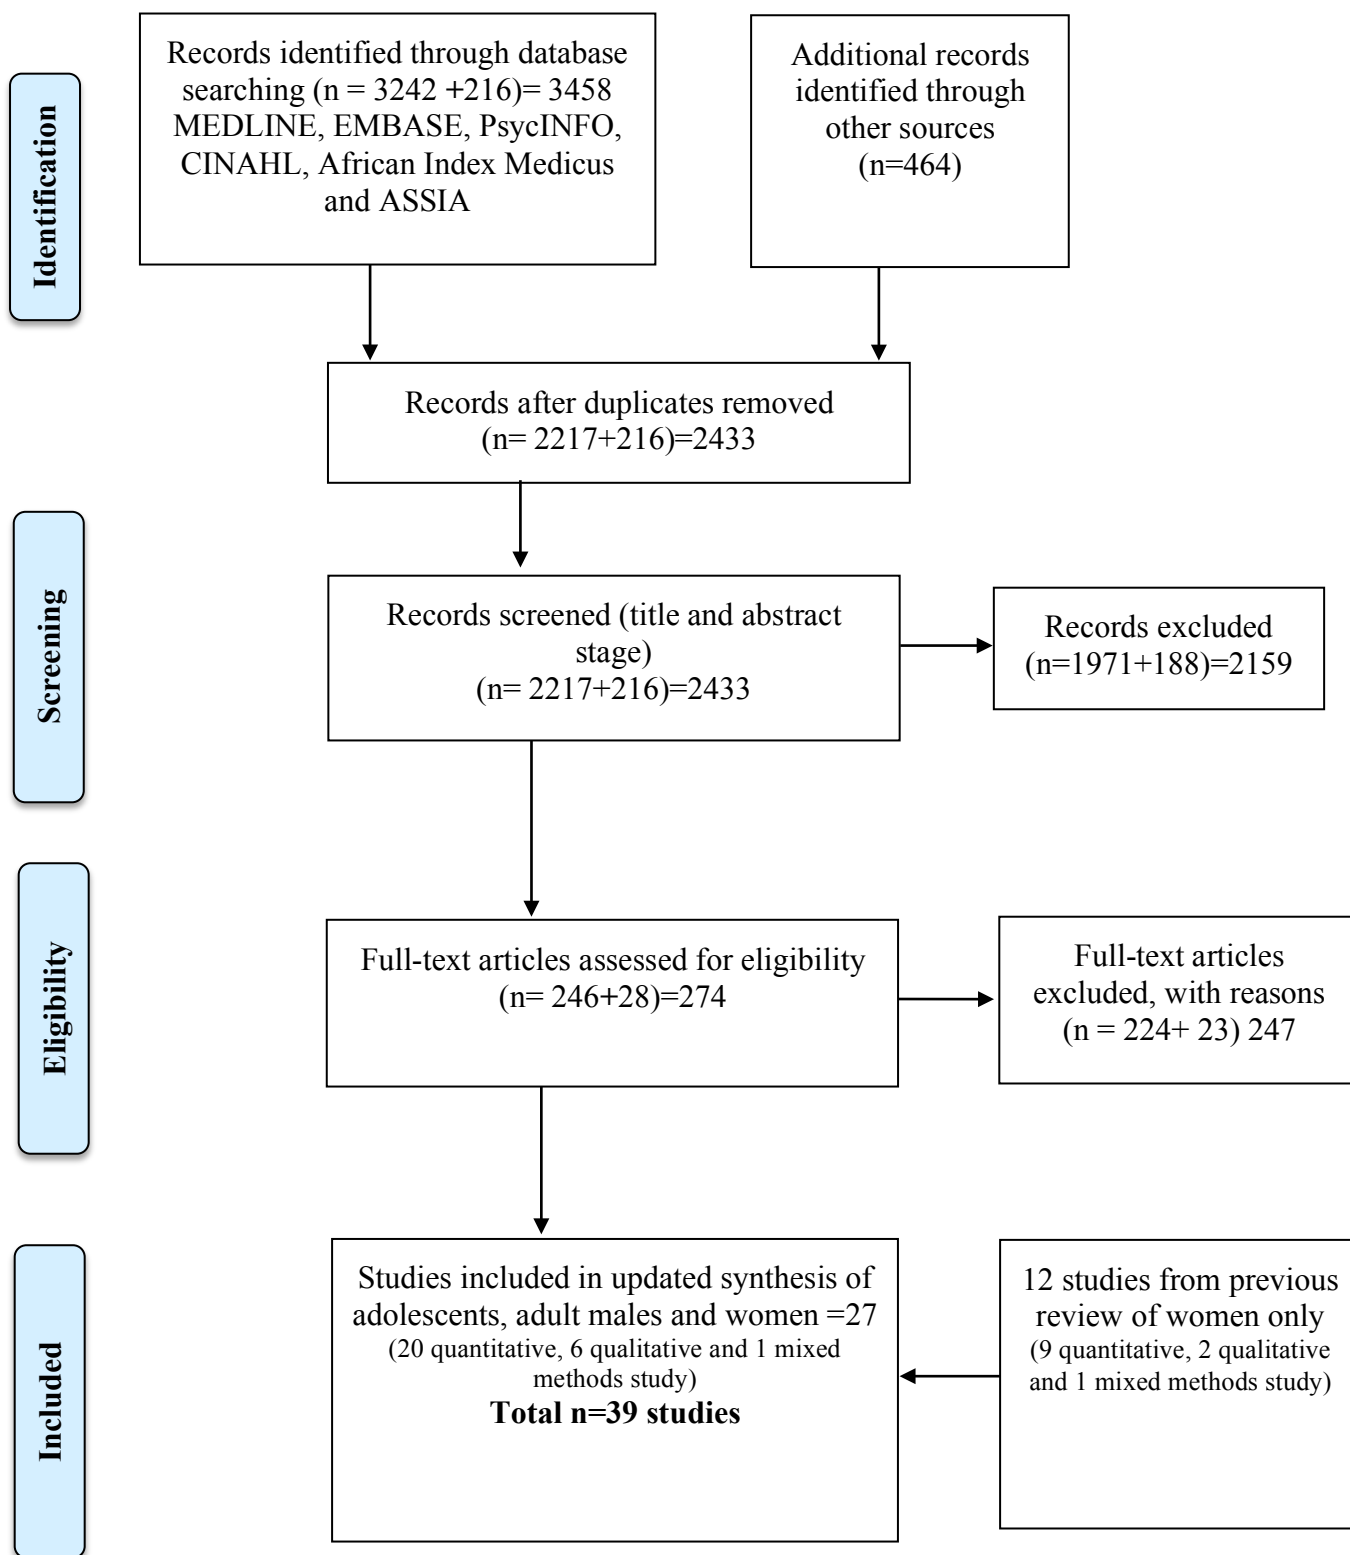 Identification
Records identified through database
searching (n = 3242 +216)= 3458
MEDLINE, EMBASE, PsycINFO,
CINAHL, African Index Medicus
and ASSIA
Additional records
identified through
other sources
(n=464)
Records after duplicates removed
(n= 2217+216)=2433
Screening
Records screened (title and abstract
stage)
(n= 2217+216)=2433
Records excluded
(n=1971+188)=2159
Eligibility
Full-text articles assessed for eligibility
(n= 246+28)=274
Full-text articles
excluded, with reasons
(n = 224+ 23) 247
Included
Studies included in updated synthesis of
adolescents, adult males and women =27
(20 quantitative, 6 qualitative and 1 mixed
methods study)
Total n=39 studies
12 studies from previous
review of women only
(9 quantitative, 2 qualitative
and 1 mixed methods study)